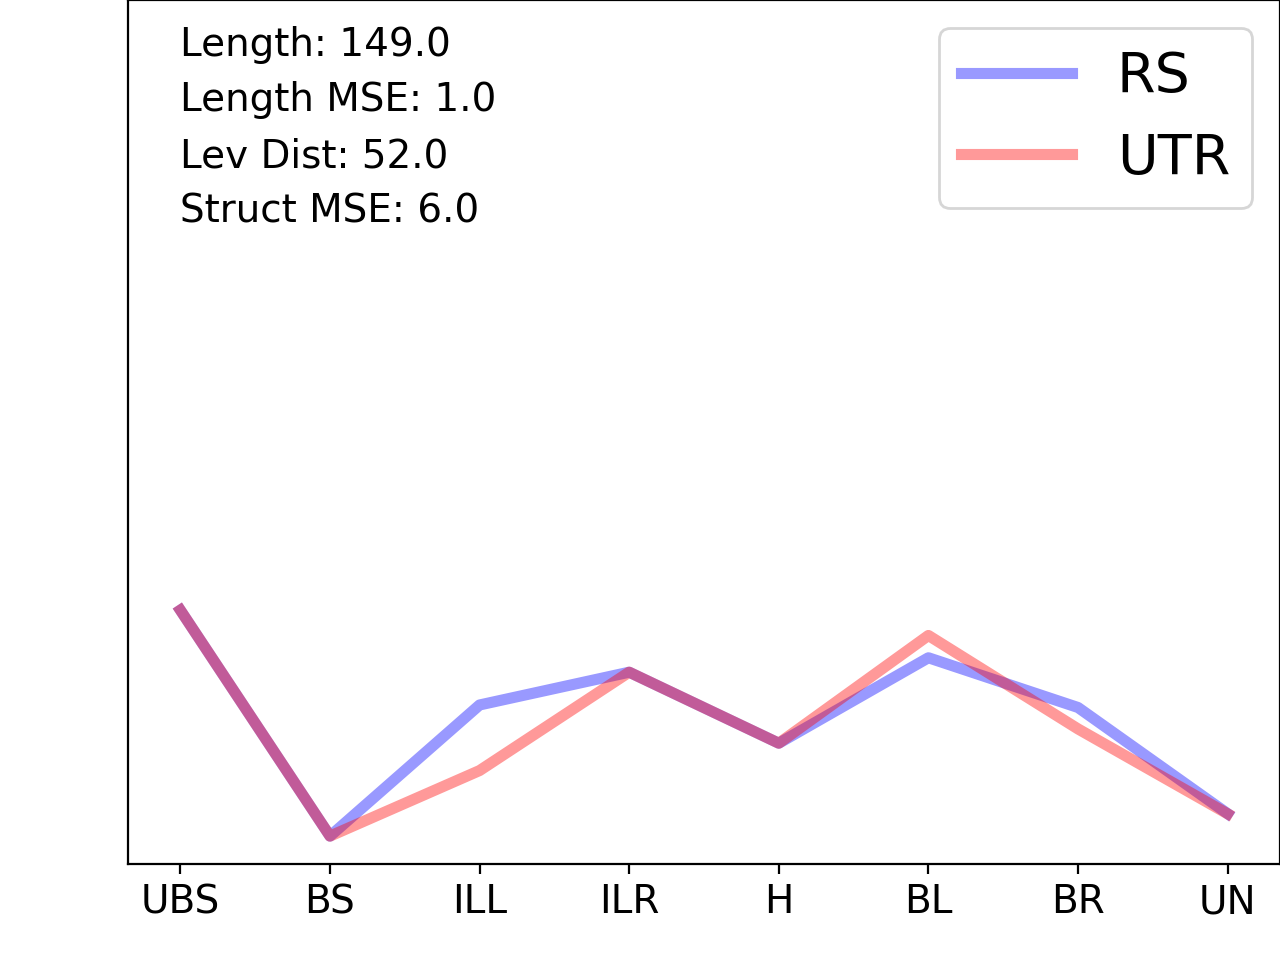 Length: 149.0
Length MSE: 1.0
Lev Dist: 52.0
Struct MSE: 6.0
RS
UTR
UBS BS ILL ILR H BL BR UN